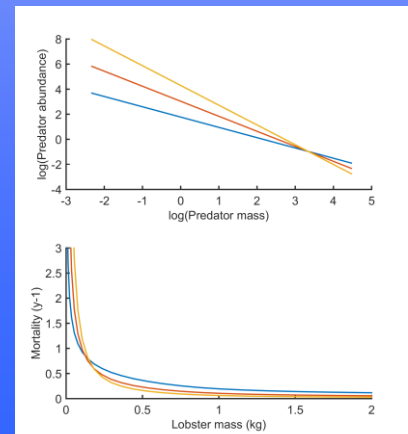 log(Predator abundance)
8
6
4
2
0
-2
-4
-3 -2 -1 0 1 2 3 4 5
log(Predator mass)
Mortality (y-1)
3
2.5
2
1.5
1
0.5
0
0 0.5 1 1.5 2
Lobster mass (kg)